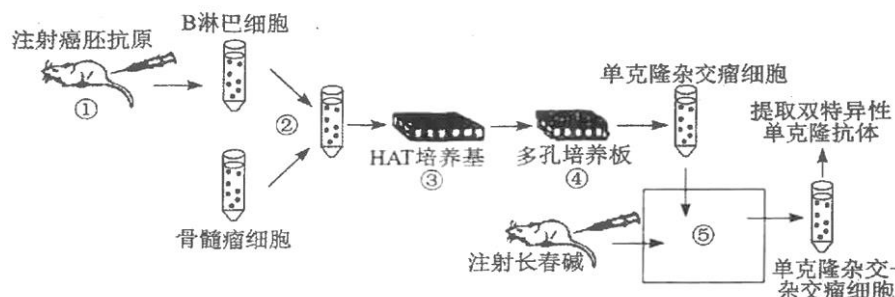 注射癌胚抗原
①
B淋巴细胞
②
骨髓瘤细胞
HAT培养基
③
多孔培养板
④
单克隆杂交瘤细胞
注射长春碱
⑤
提取双特异性
单克隆抗体
单克隆杂交-
杂交瘤细胞